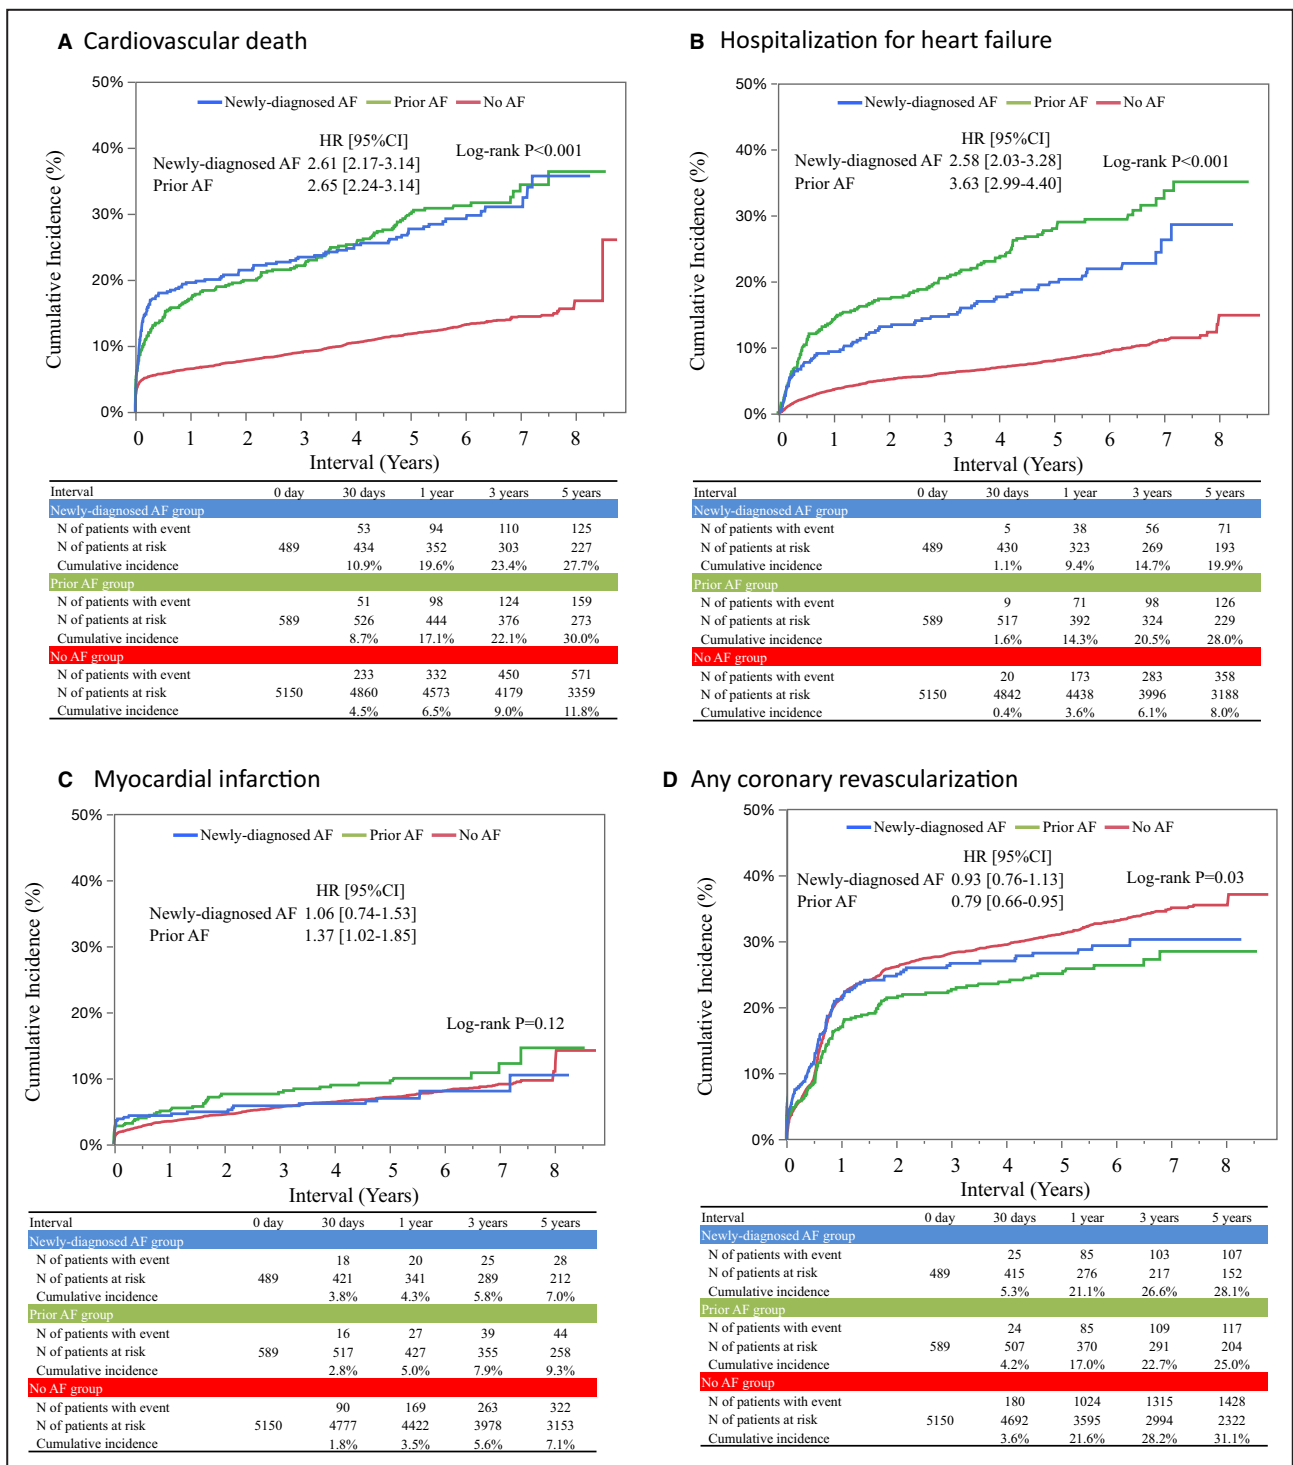 A Cardiovascular death
50%
40%
30%
20%
10%
0%
Cumulative Incidence (%)
Newly-diagnosed AF Prior AF No AF
HR [95%CI]
Newly-diagnosed AF 2.61 [2.17-3.14]
Prior AF 2.65 [2.24-3.14]
Log-rank P<0.001
0 1 2 3 4 5 6 7 8
Interval (Years)
Interval 0 day 30 days 1 year 3 years 5 years
Newly-diagnosed AF group
N of patients with event 53 94 110 125
N of patients at risk 489 434 352 303 227
Cumulative incidence 10.9% 19.6% 23.4% 27.7%
Prior AF group
N of patients with event 51 98 124 159
N of patients at risk 589 526 444 376 273
Cumulative incidence 8.7% 17.1% 22.1% 30.0%
No AF group
N of patients with event 233 332 450 571
N of patients at risk 5150 4860 4573 4179 3359
Cumulative incidence 4.5% 6.5% 9.0% 11.8%
B Hospitalization for heart failure
50%
40%
30%
20%
10%
0%
Cumulative Incidence (%)
Newly-diagnosed AF Prior AF No AF
HR [95%CI]
Newly-diagnosed AF 2.58 [2.03-3.28]
Prior AF 3.63 [2.99-4.40]
Log-rank P<0.001
0 1 2 3 4 5 6 7 8
Interval (Years)
Interval 0 day 30 days 1 year 3 years 5 years
Newly-diagnosed AF group
N of patients with event 5 38 56 71
N of patients at risk 489 430 323 269 193
Cumulative incidence 1.1% 9.4% 14.7% 19.9%
Prior AF group
N of patients with event 9 71 98 126
N of patients at risk 589 517 392 324 229
Cumulative incidence 1.6% 14.3% 20.5% 28.0%
No AF group
N of patients with event 20 173 283 358
N of patients at risk 5150 4842 4438 3996 3188
Cumulative incidence 0.4% 3.6% 6.1% 8.0%
C Myocardial infarction
50%
40%
30%
20%
10%
0%
Cumulative Incidence (%)
Newly-diagnosed AF Prior AF No AF
HR [95%CI]
Newly-diagnosed AF 1.06 [0.74-1.53]
Prior AF 1.37 [1.02-1.85]
Log-rank P=0.12
0 1 2 3 4 5 6 7 8
Interval (Years)
Interval 0 day 30 days 1 year 3 years 5 years
Newly-diagnosed AF group
N of patients with event 18 20 25 28
N of patients at risk 489 421 341 289 212
Cumulative incidence 3.8% 4.3% 5.8% 7.0%
Prior AF group
N of patients with event 16 27 39 44
N of patients at risk 589 517 427 355 258
Cumulative incidence 2.8% 5.0% 7.9% 9.3%
No AF group
N of patients with event 90 169 263 322
N of patients at risk 5150 4777 4422 3978 3153
Cumulative incidence 1.8% 3.5% 5.6% 7.1%
D Any coronary revascularization
50%
40%
30%
20%
10%
0%
Cumulative Incidence (%)
Newly-diagnosed AF Prior AF No AF
HR [95%CI]
Newly-diagnosed AF 0.93 [0.76-1.13]
Prior AF 0.79 [0.66-0.95]
Log-rank P=0.03
0 1 2 3 4 5 6 7 8
Interval (Years)
Interval 0 day 30 days 1 year 3 years 5 years
Newly-diagnosed AF group
N of patients with event 25 85 103 107
N of patients at risk 489 415 276 217 152
Cumulative incidence 5.3% 21.1% 26.6% 28.1%
Prior AF group
N of patients with event 24 85 109 117
N of patients at risk 589 507 370 291 204
Cumulative incidence 4.2% 17.0% 22.7% 25.0%
No AF group
N of patients with event 180 1024 1315 1428
N of patients at risk 5150 4692 3595 2994 2322
Cumulative incidence 3.6% 21.6% 28.2% 31.1%